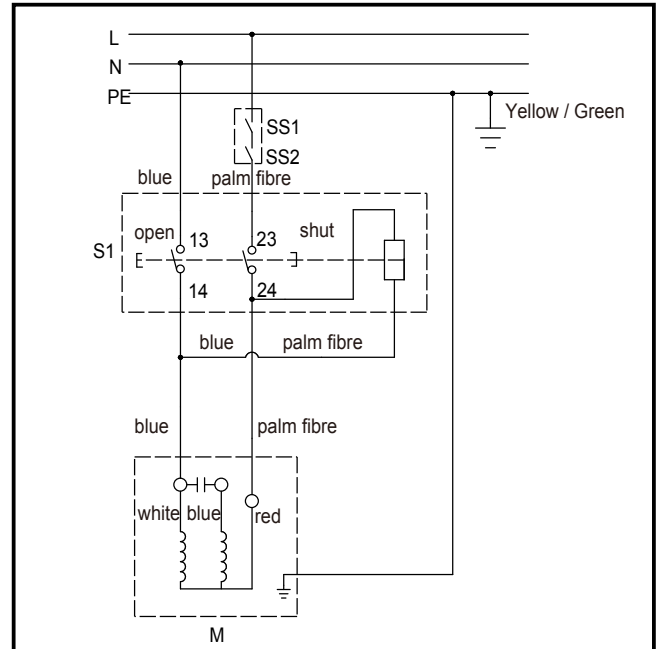 L
N
PE
Yellow / Green
SS1
SS2
blue palm fibre
S1 open 13 23 shut
14 24
blue palm fibre
blue palm fibre
white blue red
M